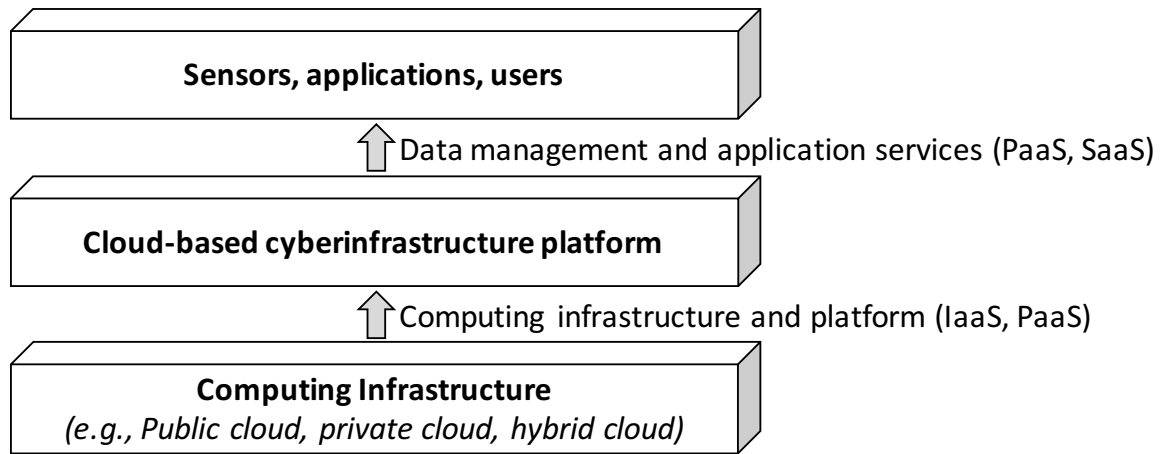 Sensors, applications, users
Data management and application services (PaaS, SaaS)
Cloud-based cyberinfrastructure platform
Computing infrastructure and platform (IaaS, PaaS)
Computing Infrastructure
(e.g., Public cloud, private cloud, hybrid cloud)